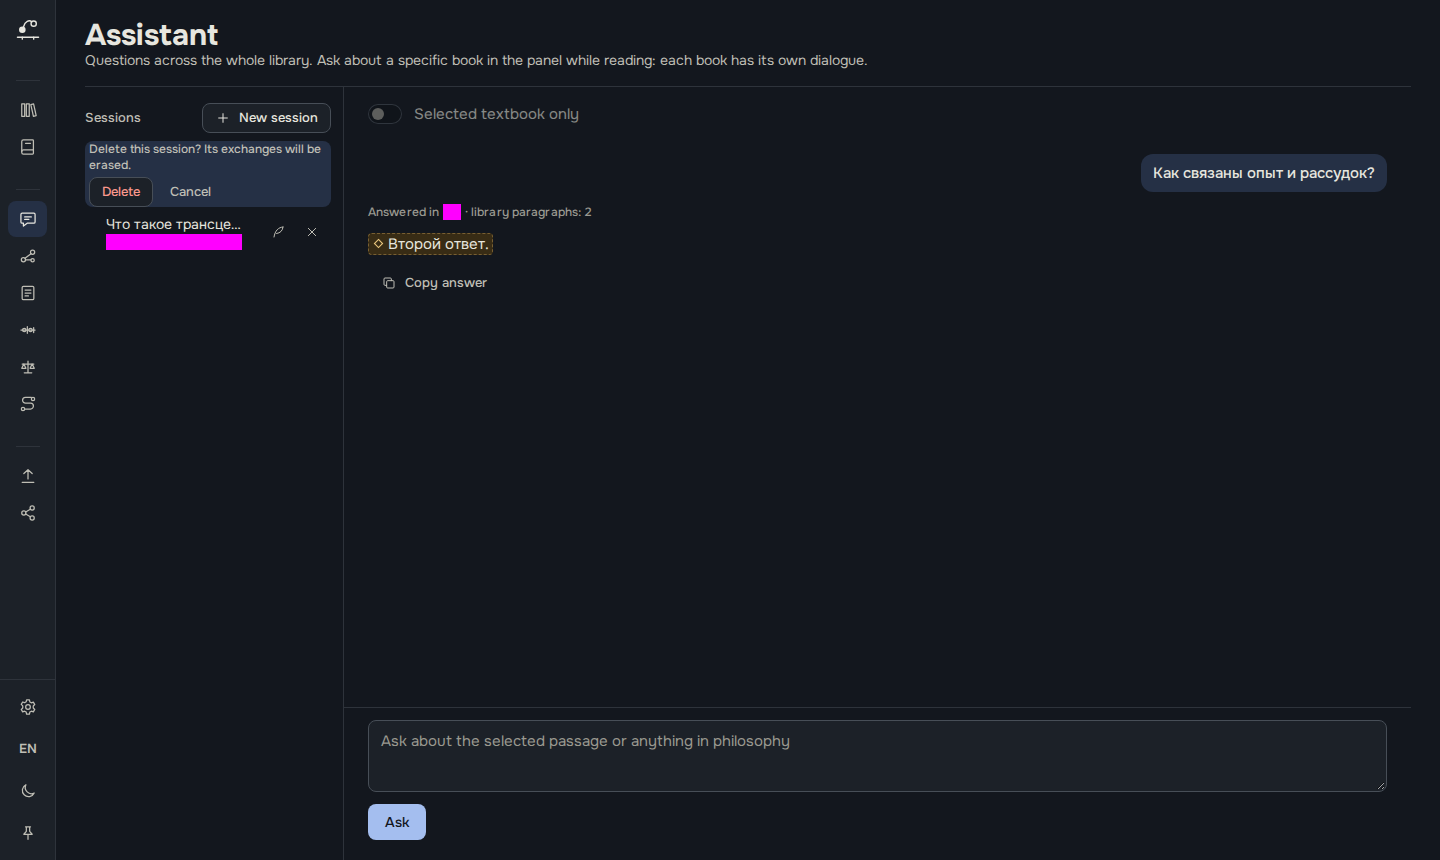 Assistant
Questions across the whole library. Ask about a specific book in the panel while reading: each book has its own dialogue.
Sessions
New session
Delete this session? Its exchanges will be
erased.
Delete
Cancel
Что такое трансце...
Selected textbook only
Как связаны опыт и рассудок?
Answered in
· library paragraphs: 2
Второй ответ.
Copy answer
Ask about the selected passage or anything in philosophy
Ask
EN